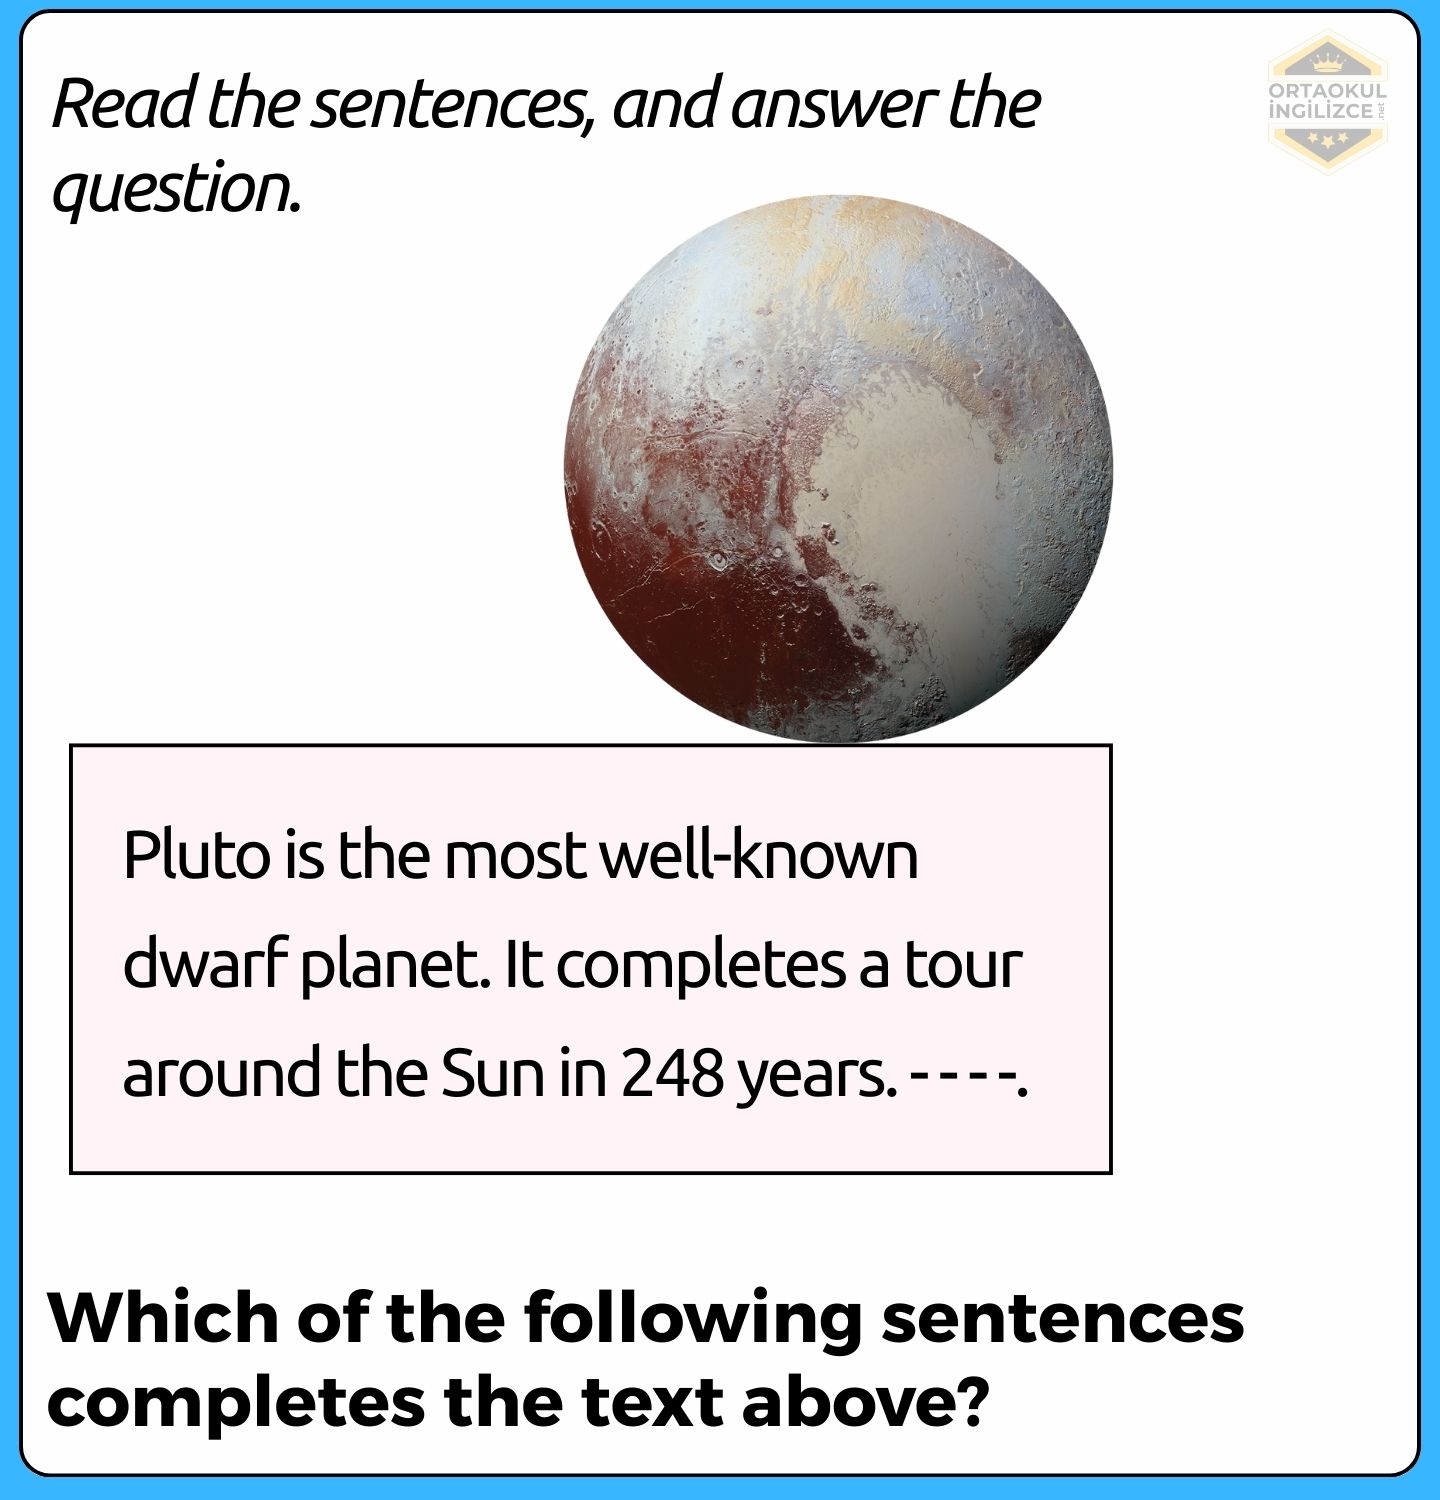 Read the sentences, and answer the
question.
ORTAOKUL
İNGİLİZCE
.net
Pluto is the most well-known
dwarf planet. It completes a tour
around the Sun in 248 years. ----.
Which of the following sentences
completes the text above?